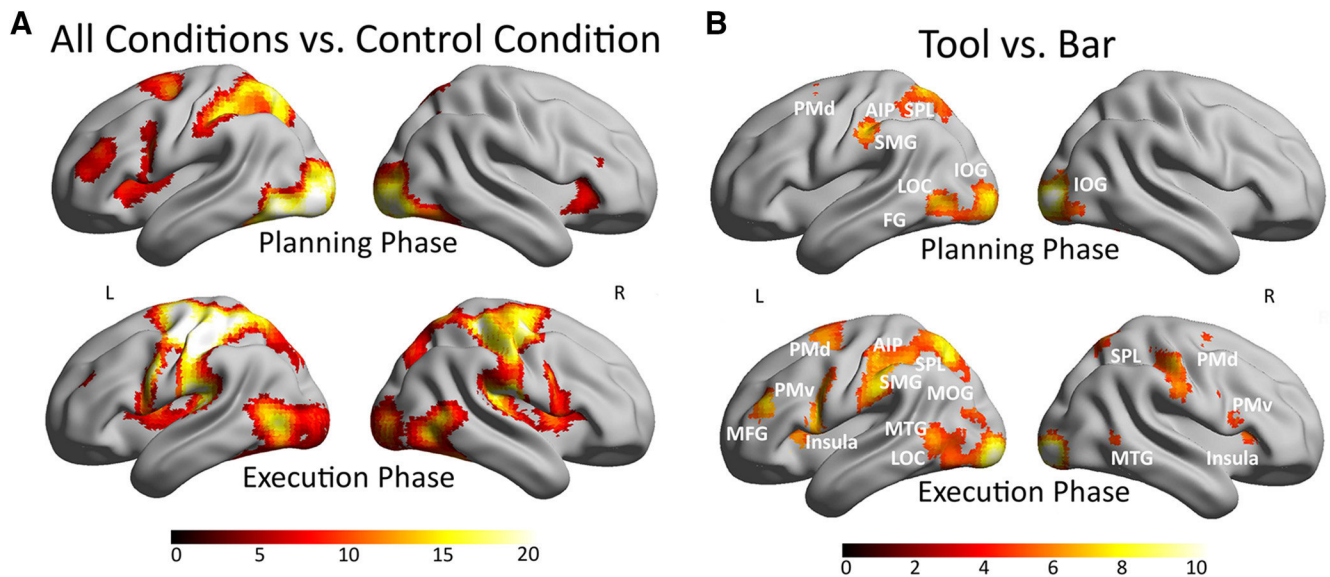 A
All Conditions vs. Control Condition
Planning Phase
L R
Execution Phase
0 5 10 15 20
B
Tool vs. Bar
PMd AIP SPL
SMG
IOG
LOC
FG
IOG
Planning Phase
L R
PMd AIP
SPL
SMG
PMv MOG
MFG MTG
Insula
LOC
SPL PMd
PMv
MTG Insula
Execution Phase
0 2 4 6 8 10